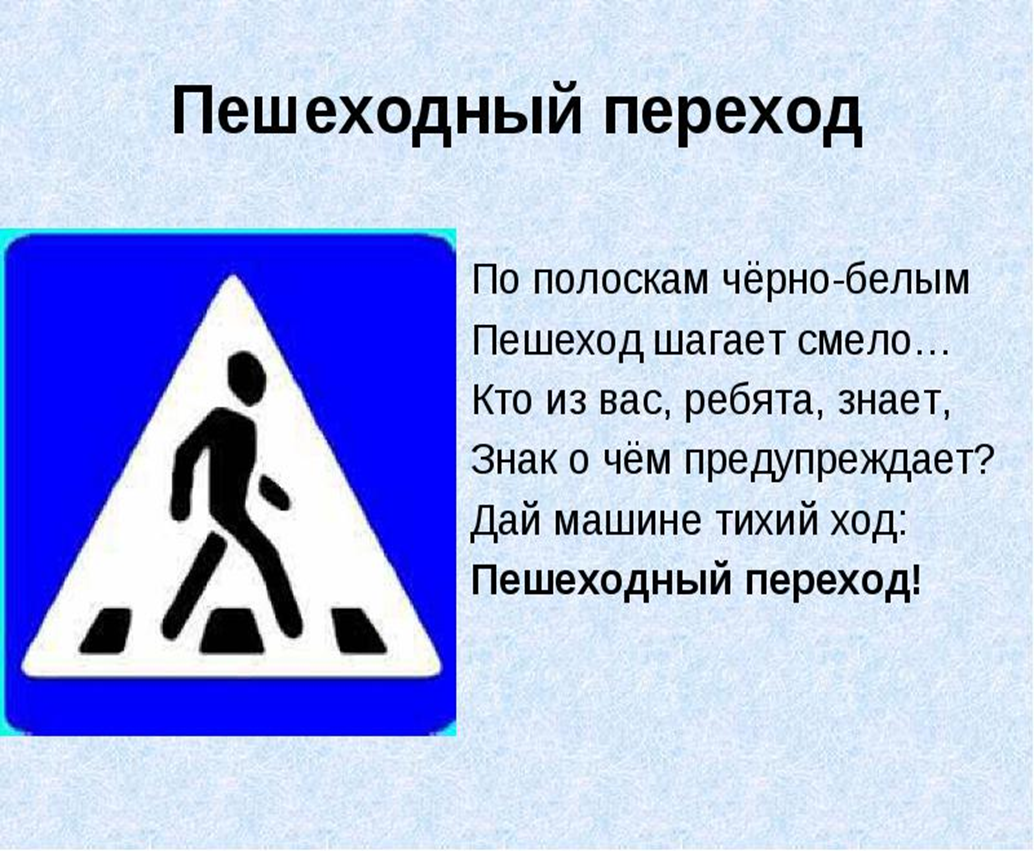 Пешеходный переход
По полоскам чёрно-белым
Пешеход шагает смело…
Кто из вас, ребята, знает,
Знак о чём предупреждает?
Дай машине тихий ход:
Пешеходный переход!